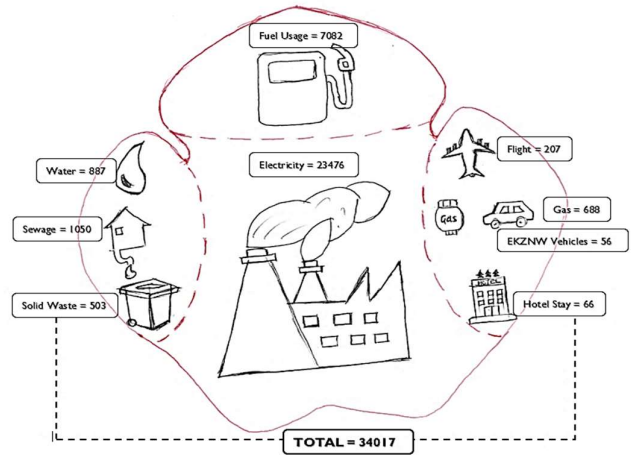 Fuel Usage = 7082
Electricity = 23476
Flight = 207
Water = 887
Gas
Gas = 688
Sewage = 1050
EKZNW Vehicles = 56
HOTEL
Solid Waste = 503
Hotel Stay = 66
TOTAL = 34017